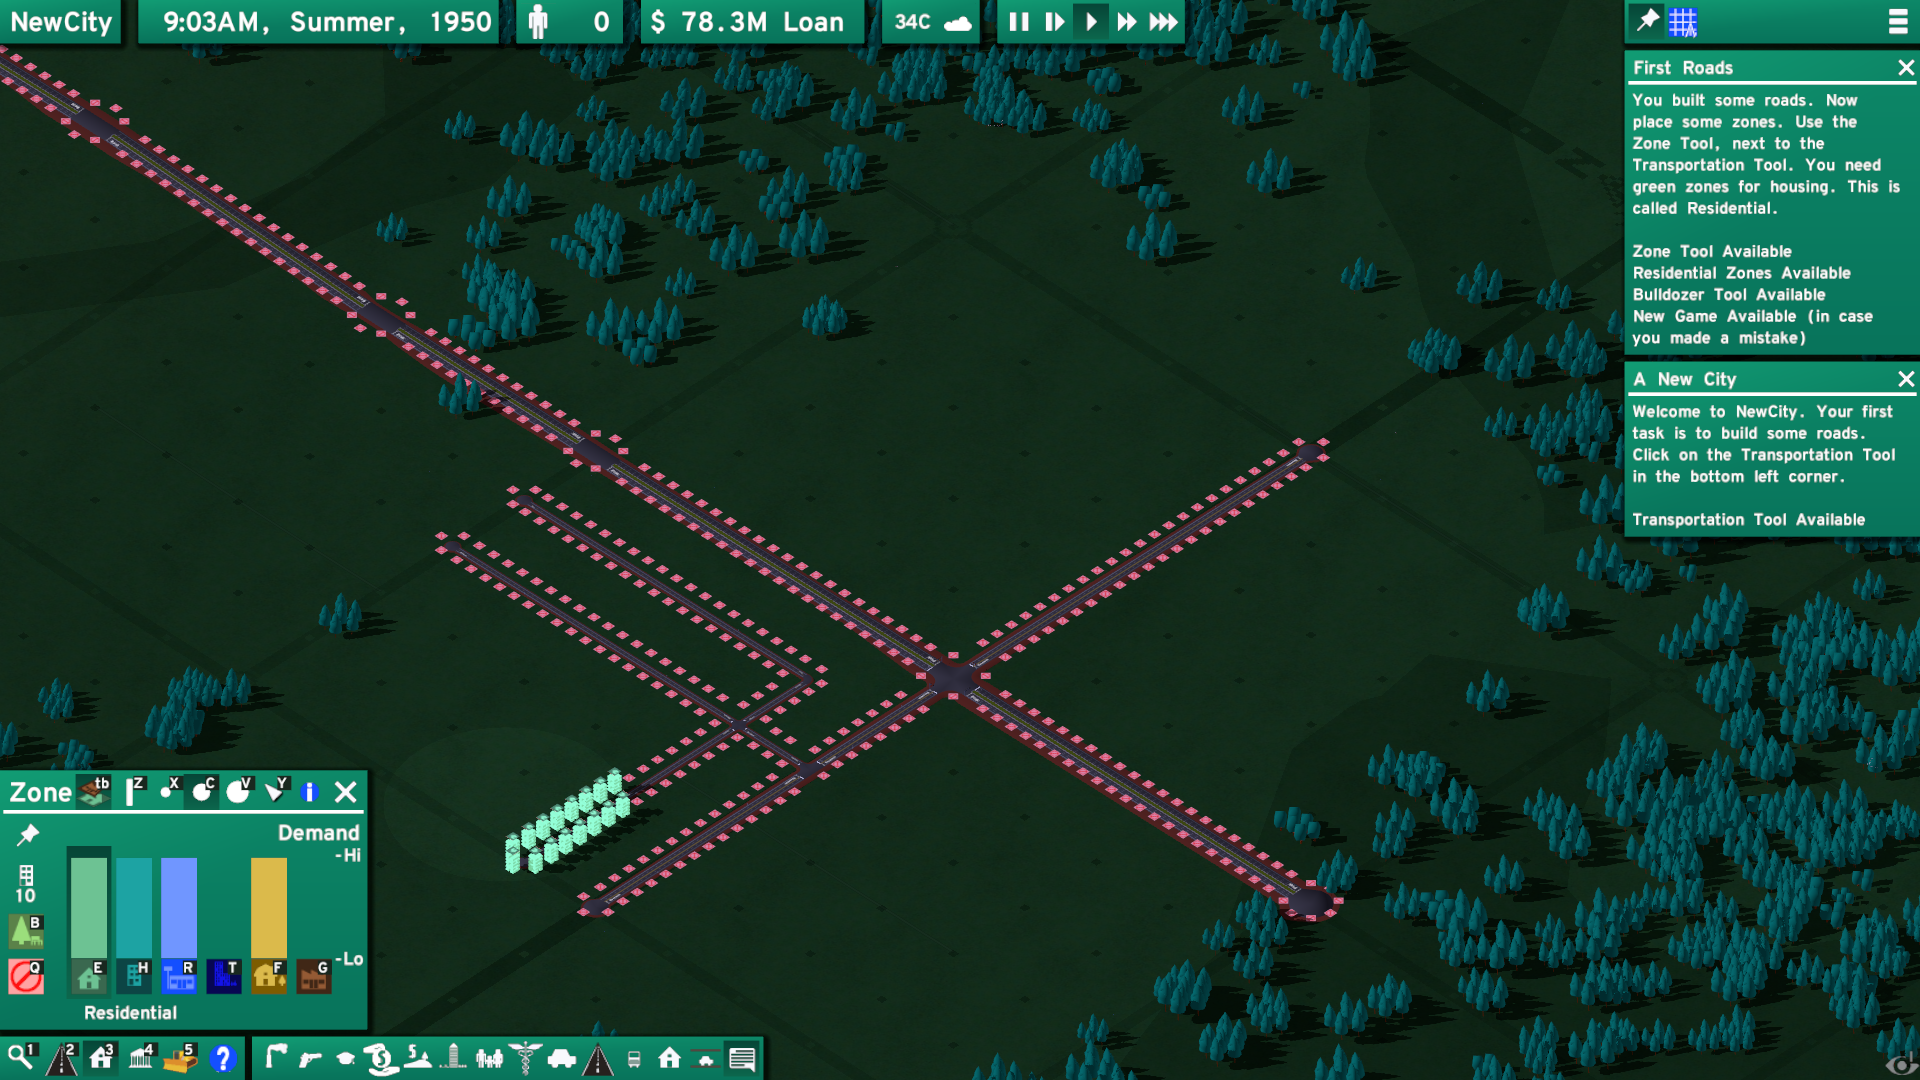 NewCity
9:03AM, Summer, 1950
0
$ 78.3M Loan
34C
First Roads
You built some roads. Now
place some zones. Use the
Zone Tool, next to the
Transportation Tool. You need
green zones for housing. This is
called Residential.
Zone Tool Available
Residential Zones Available
Bulldozer Tool Available
New Game Available (in case
you made a mistake)
A New City
Welcome to NewCity. Your first
task is to build some roads.
Click on the Transportation Tool
in the bottom left corner.
Transportation Tool Available
Zone
tb
Z
X
C
V
Y
i
Demand
-Hi
10
B
-Lo
Q
E
H
R
T
F
G
Residential
1
2
3
4
5
?